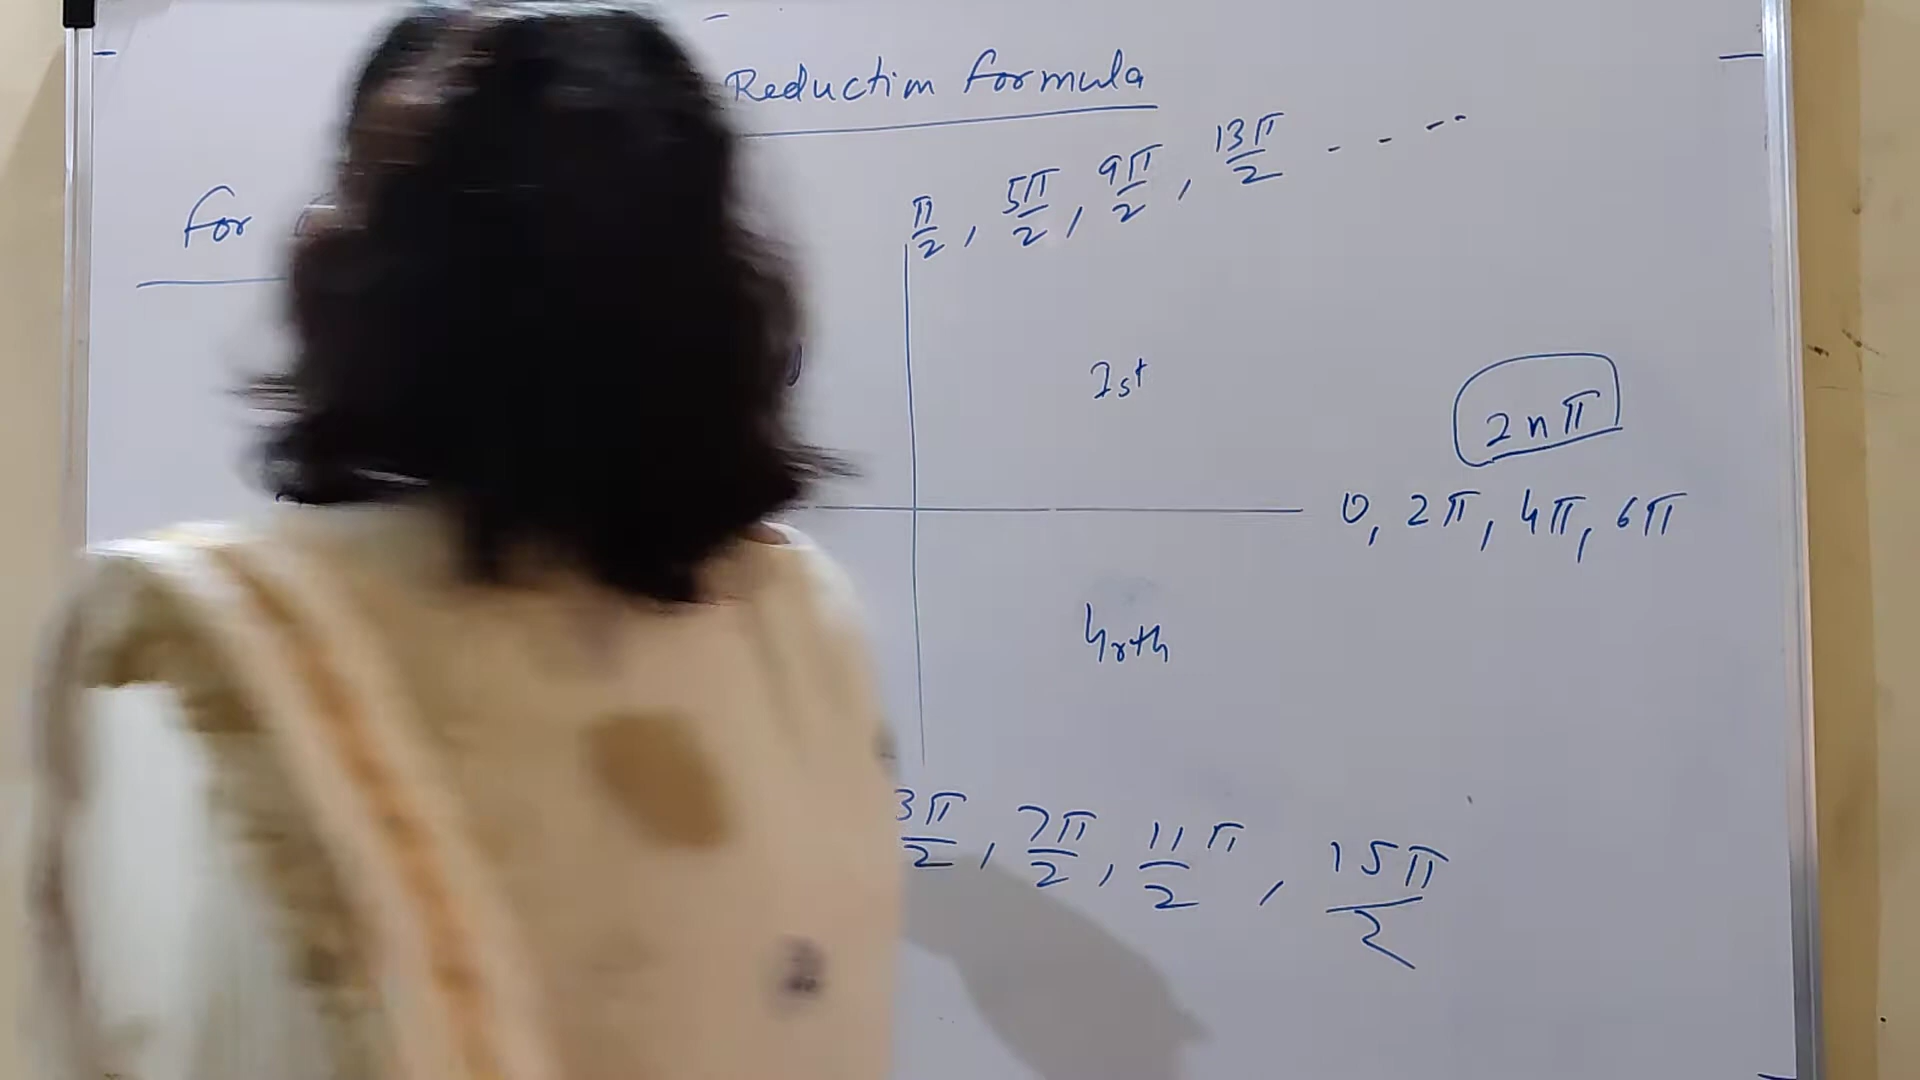 Reduction formula
for
π/2, 5π/2, 9π/2, 13π/2 - - - -
Ist
2nπ
0, 2π, 4π, 6π
4rth
3π/2, 7π/2, 11π/2, 15π/2